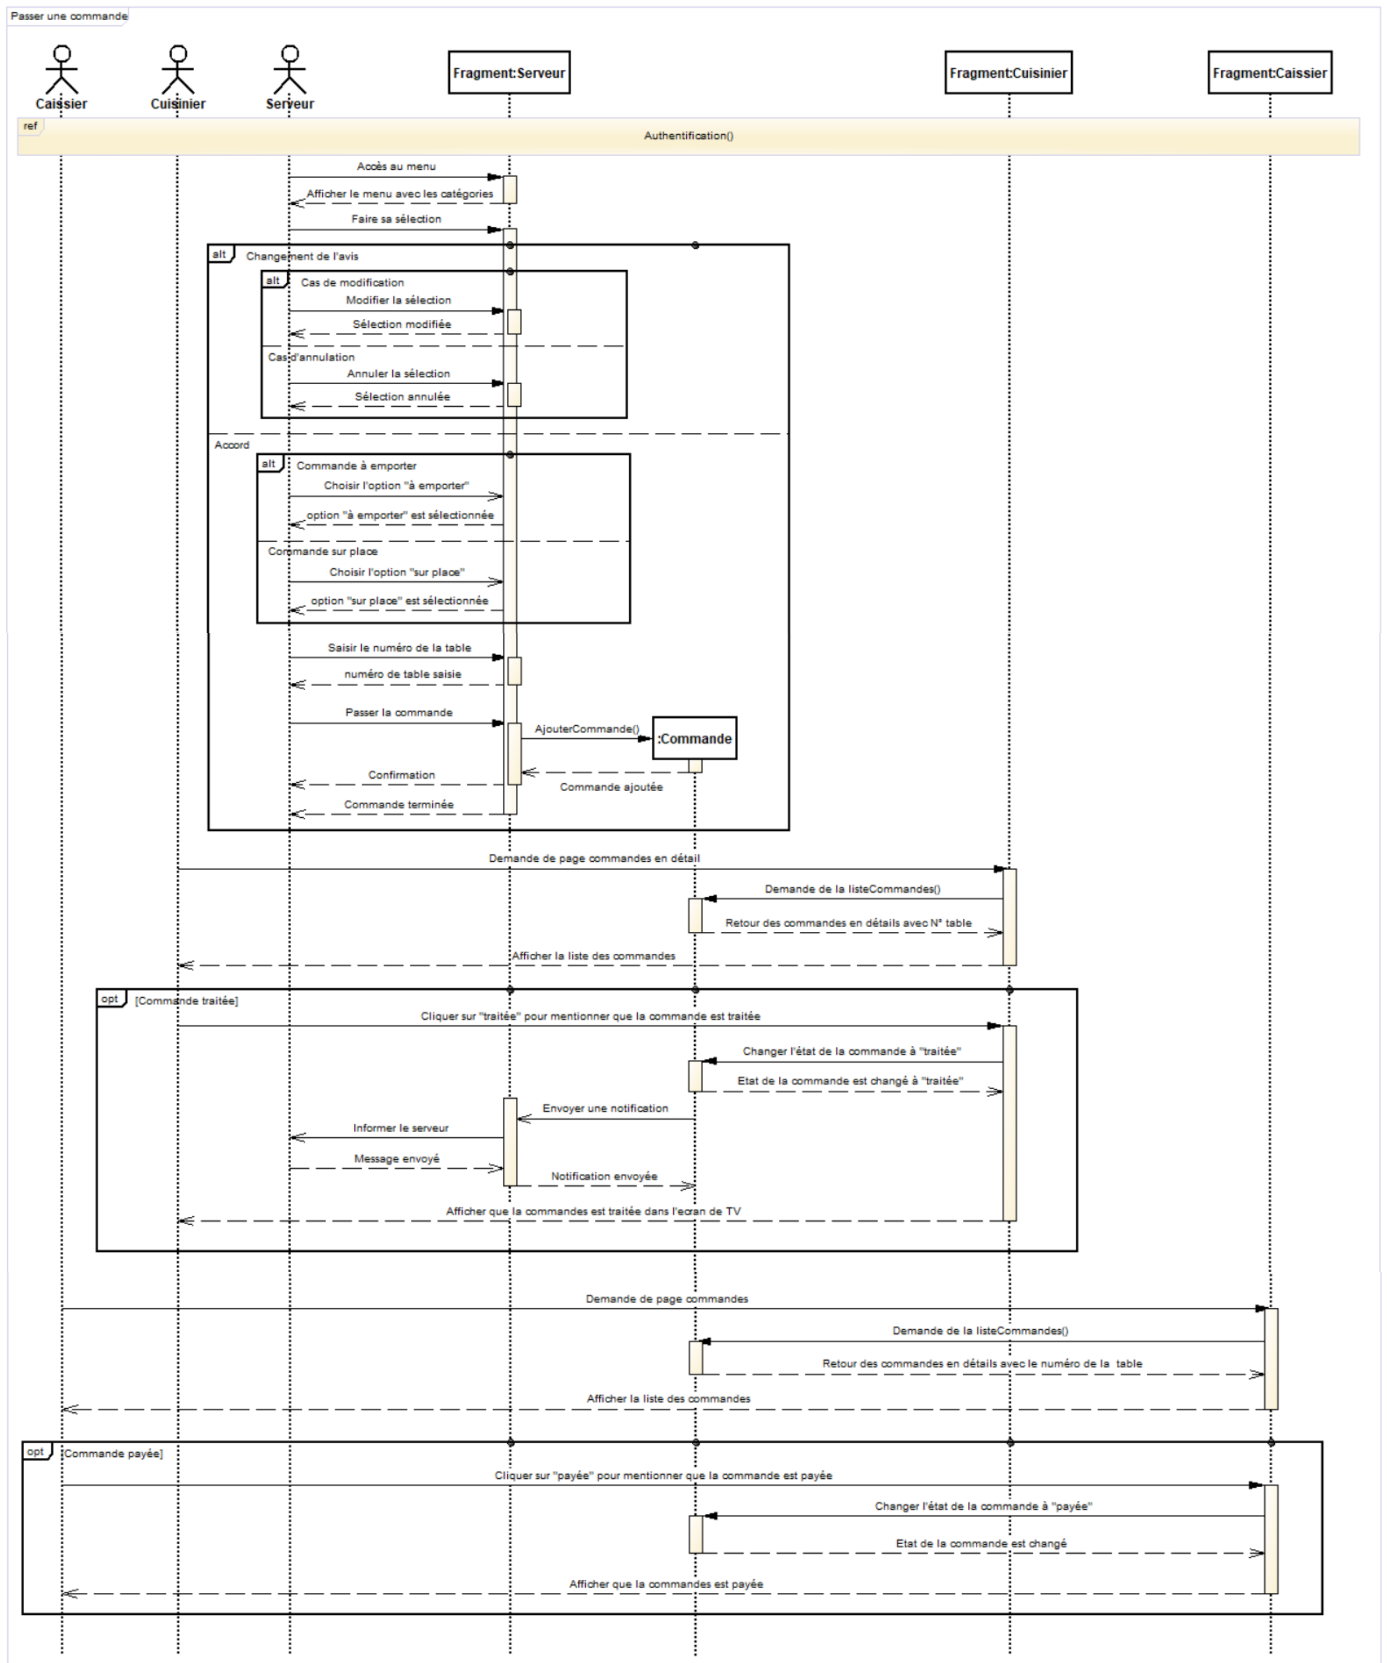 Passer une commande
Caissier
Cuisinier
Serveur
Fragment:Serveur
Fragment:Cuisinier
Fragment:Caissier
ref
Authentification()
Accès au menu
Afficher le menu avec les catégories
Faire sa sélection
alt
Changement de l'avis
alt
Cas de modification
Modifier la sélection
Sélection modifiée
Cas d'annulation
Annuler la sélection
Sélection annulée
Accord
alt
Commande à emporter
Choisir l'option "à emporter"
option "à emporter" est sélectionnée
Commande sur place
Choisir l'option "sur place"
option "sur place" est sélectionnée
Saisir le numéro de la table
numéro de table saisie
Passer la commande
AjouterCommande()
:Commande
Confirmation
Commande ajoutée
Commande terminée
Demande de page commandes en détail
Demande de la listeCommandes()
Retour des commandes en détails avec N° table
Afficher la liste des commandes
opt
[Commande traitée]
Cliquer sur "traitée" pour mentionner que la commande est traitée
Changer l'état de la commande à "traitée"
Etat de la commande est changé à "traitée"
Envoyer une notification
Informer le serveur
Message envoyé
Notification envoyée
Afficher que la commandes est traitée dans l'ecran de TV
Demande de page commandes
Demande de la listeCommandes()
Retour des commandes en détails avec le numéro de la table
Afficher la liste des commandes
opt
[Commande payée]
Cliquer sur "payée" pour mentionner que la commande est payée
Changer l'état de la commande à "payée"
Etat de la commande est changé
Afficher que la commandes est payée